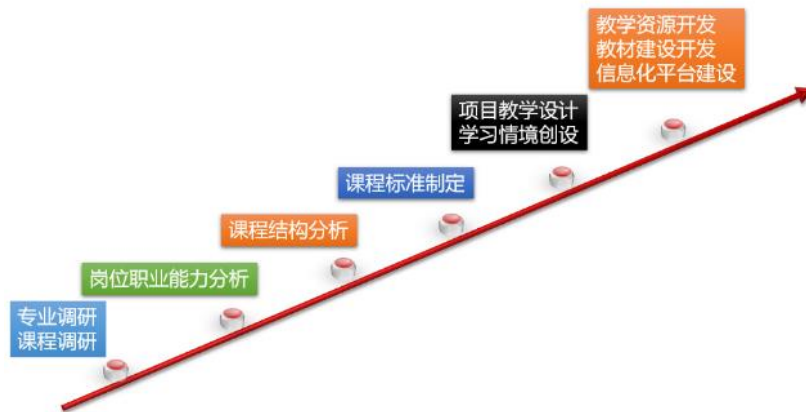 教学资源开发
教材建设开发
信息化平台建设
项目教学设计
学习情境创设
课程标准制定
课程结构分析
岗位职业能力分析
专业调研
课程调研